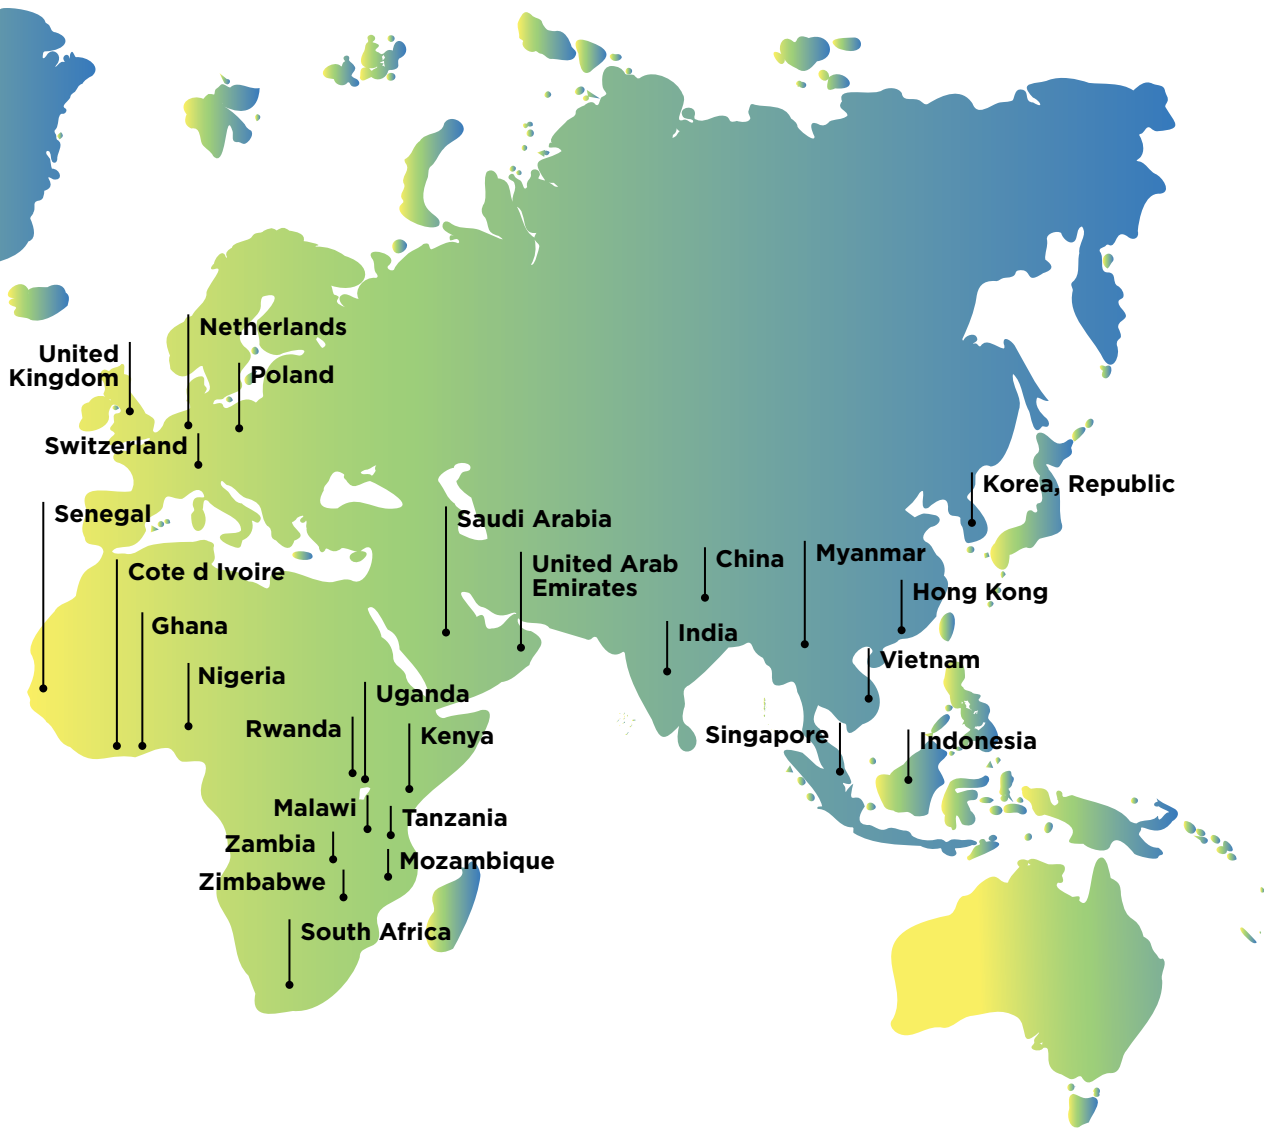 Netherlands
United
Kingdom
Poland
Switzerland
Senegal
Saudi Arabia
United Arab
Emirates
China
Myanmar
Korea, Republic
Cote d Ivoire
Hong Kong
Ghana
India
Nigeria
Vietnam
Uganda
Rwanda
Kenya
Singapore
Indonesia
Malawi
Tanzania
Zambia
Mozambique
Zimbabwe
South Africa